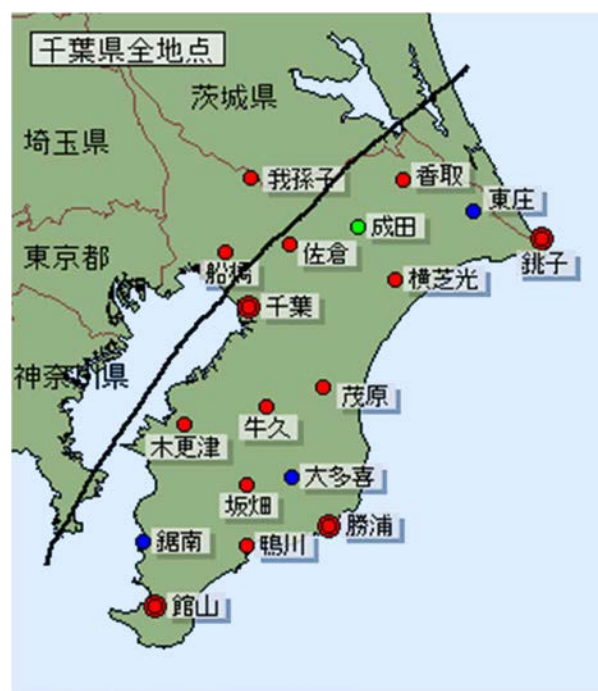 千葉県全地点
茨城県
埼玉県
我孫子
香取
東庄
成田
東京都
佐倉
銚子
船橋
横芝光
千葉
神奈川県
茂原
牛久
木更津
大多喜
坂畑
勝浦
鋸南
鴨川
館山